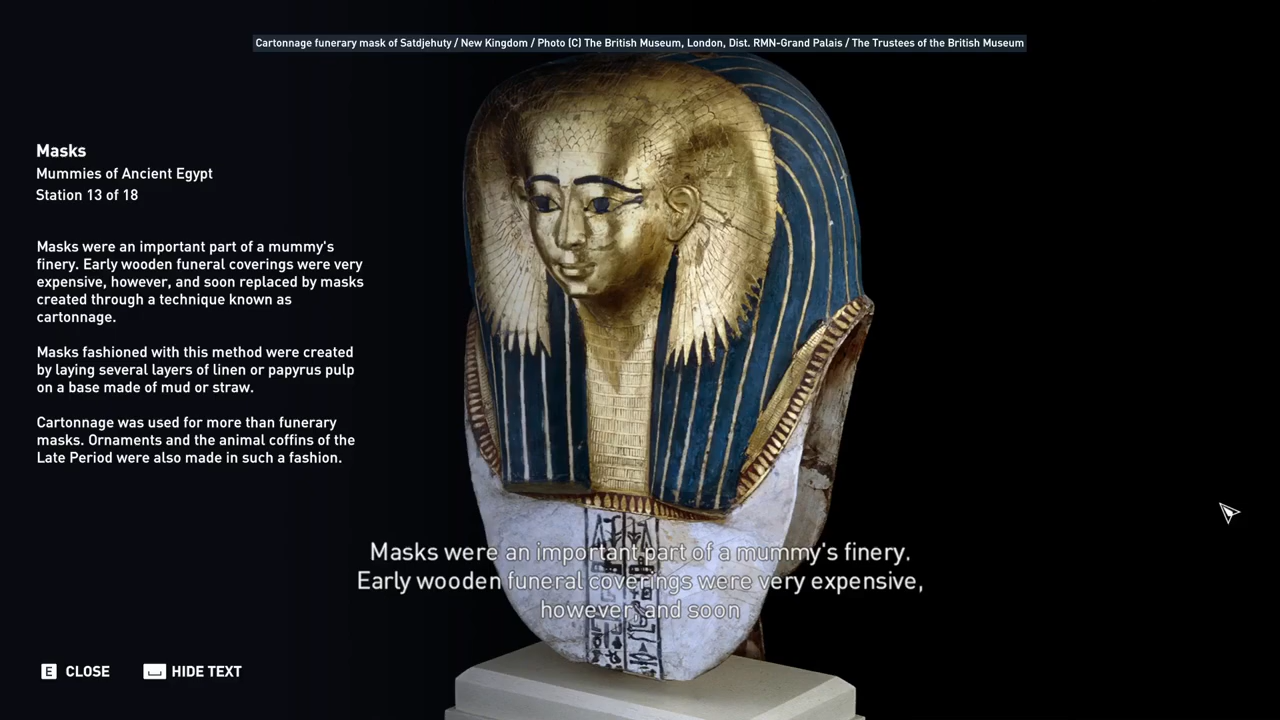 Cartonnage funerary mask of Satdjehuty / New Kingdom / Photo (C) The British Museum, London, Dist. RMN-Grand Palais / The Trustees of the British Museum
Masks
Mummies of Ancient Egypt
Station 13 of 18
Masks were an important part of a mummy's
finery. Early wooden funeral coverings were very
expensive, however, and soon replaced by masks
created through a technique known as
cartonnage.
Masks fashioned with this method were created
by laying several layers of linen or papyrus pulp
on a base made of mud or straw.
Cartonnage was used for more than funerary
masks. Ornaments and the animal coffins of the
Late Period were also made in such a fashion.
Masks were an important part of a mummy's finery.
Early wooden funeral coverings were very expensive,
however, and soon
E CLOSE
HIDE TEXT